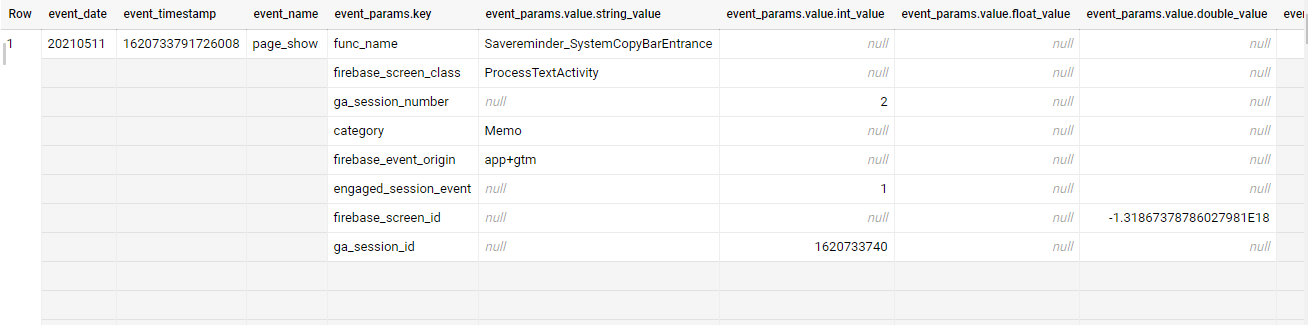 Row event_date event_timestamp event_name event_params.key event_params.value.string_value event_params.value.int_value event_params.value.float_value event_params.value.double_value
1 20210511 1620733791726008 page_show func_name Savereminder_SystemCopyBarEntrance null null null
firebase_screen_class ProcessTextActivity null null null
ga_session_number null 2 null null
category Memo null null null
firebase_event_origin app+gtm null null null
engaged_session_event null 1 null null
firebase_screen_id null null null -1.31867378786027981E18
ga_session_id null 1620733740 null null